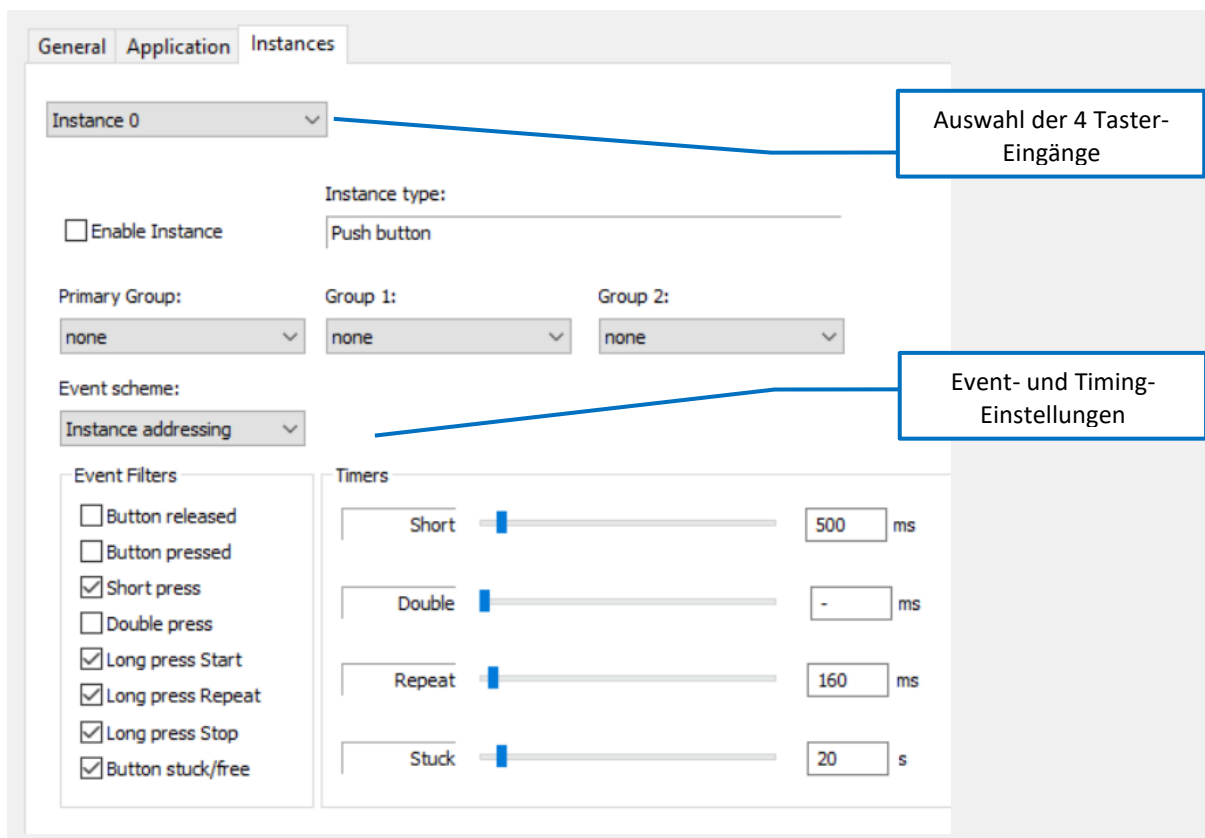 General Application Instances
Instance 0
Auswahl der 4 Taster-
Eingänge
Instance type:
Enable Instance Push button
Primary Group: Group 1: Group 2:
none none none
Event- und Timing-
Einstellungen
Event scheme:
Instance addressing
Event Filters Timers
Button released
Short 500 ms
Button pressed
Short press
Double - ms
Double press
Long press Start
Repeat 160 ms
Long press Repeat
Long press Stop
Stuck 20 s
Button stuck/free